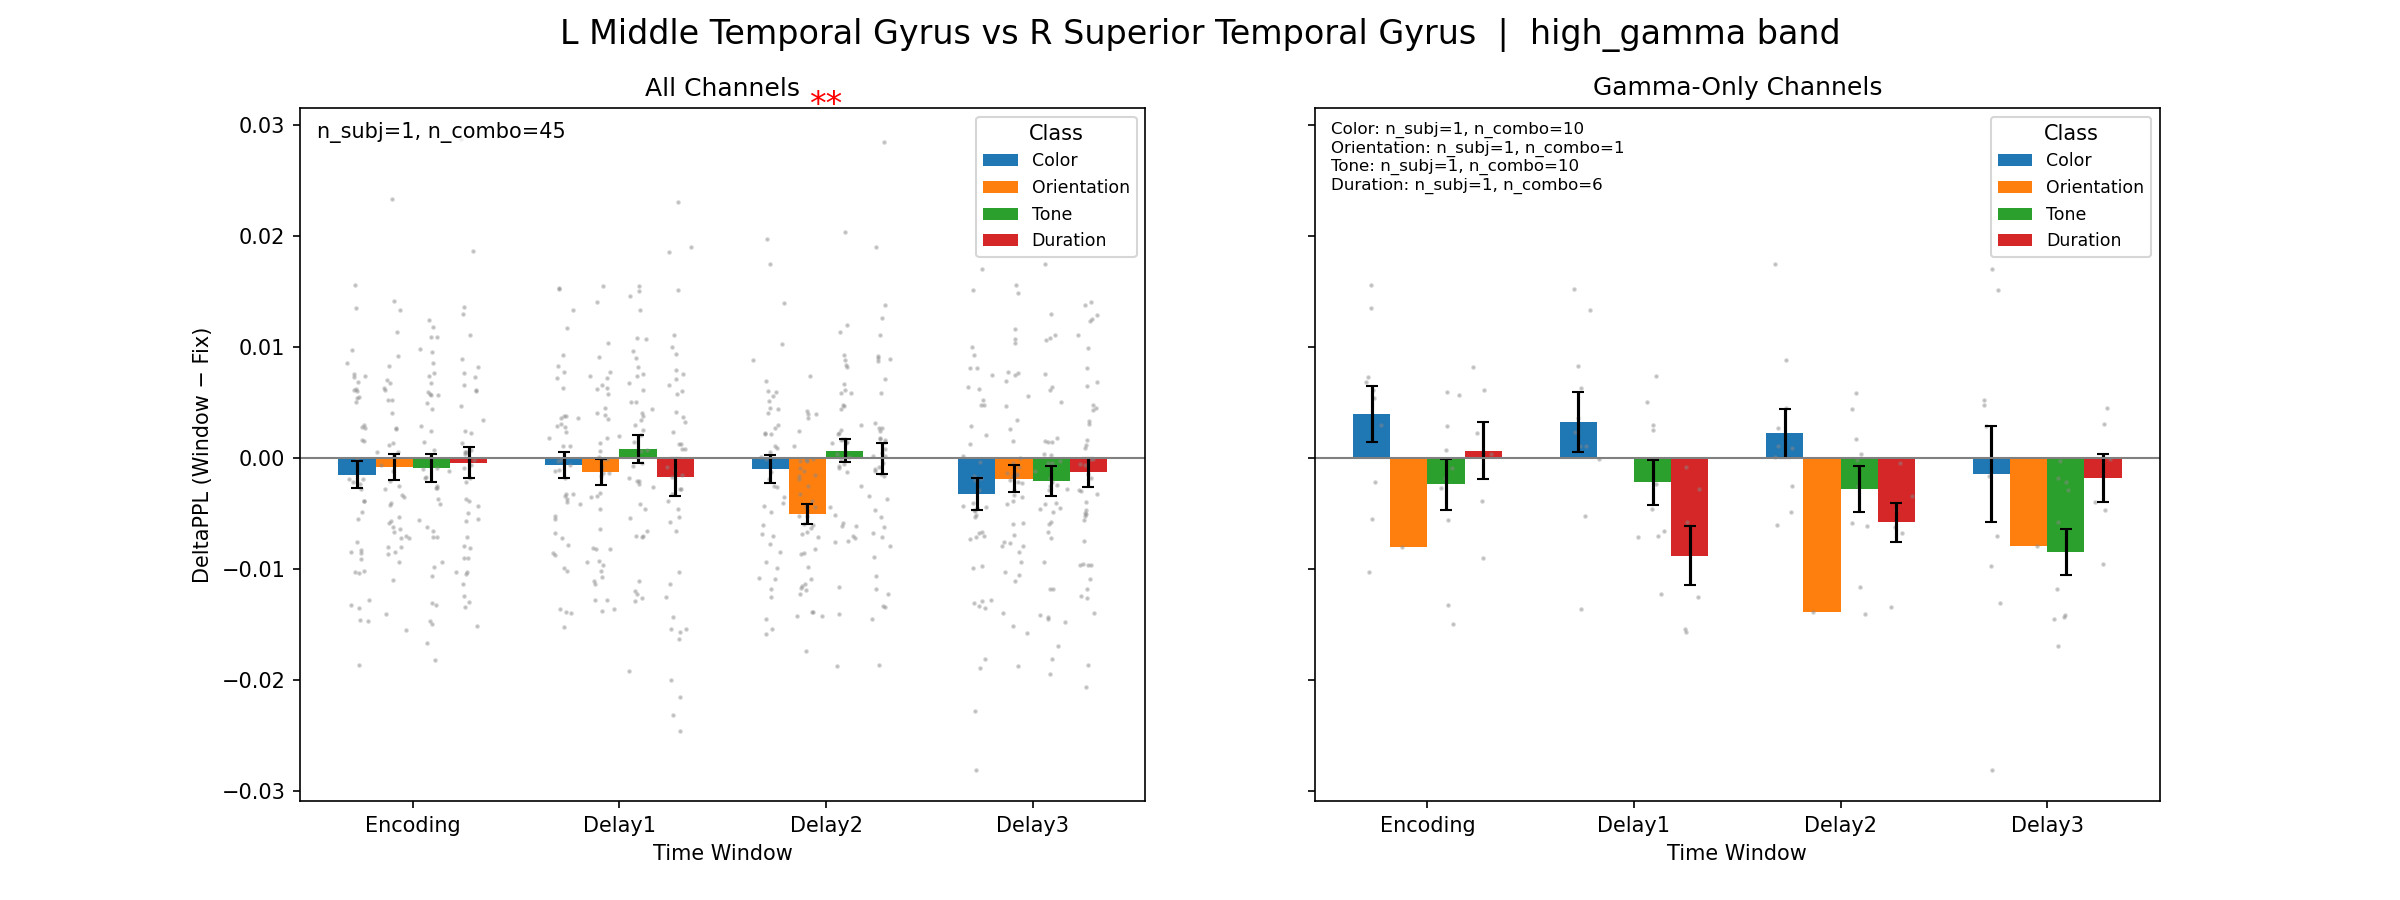 L Middle Temporal Gyrus vs R Superior Temporal Gyrus | high_gamma band
All Channels
**
n_subj=1, n_combo=45
Class
Color
Orientation
Tone
Duration
DeltaPPL (Window − Fix)
0.03
0.02
0.01
0.00
−0.01
−0.02
−0.03
Encoding
Delay1
Delay2
Delay3
Time Window
Gamma-Only Channels
Color: n_subj=1, n_combo=10
Orientation: n_subj=1, n_combo=1
Tone: n_subj=1, n_combo=10
Duration: n_subj=1, n_combo=6
Class
Color
Orientation
Tone
Duration
Encoding
Delay1
Delay2
Delay3
Time Window